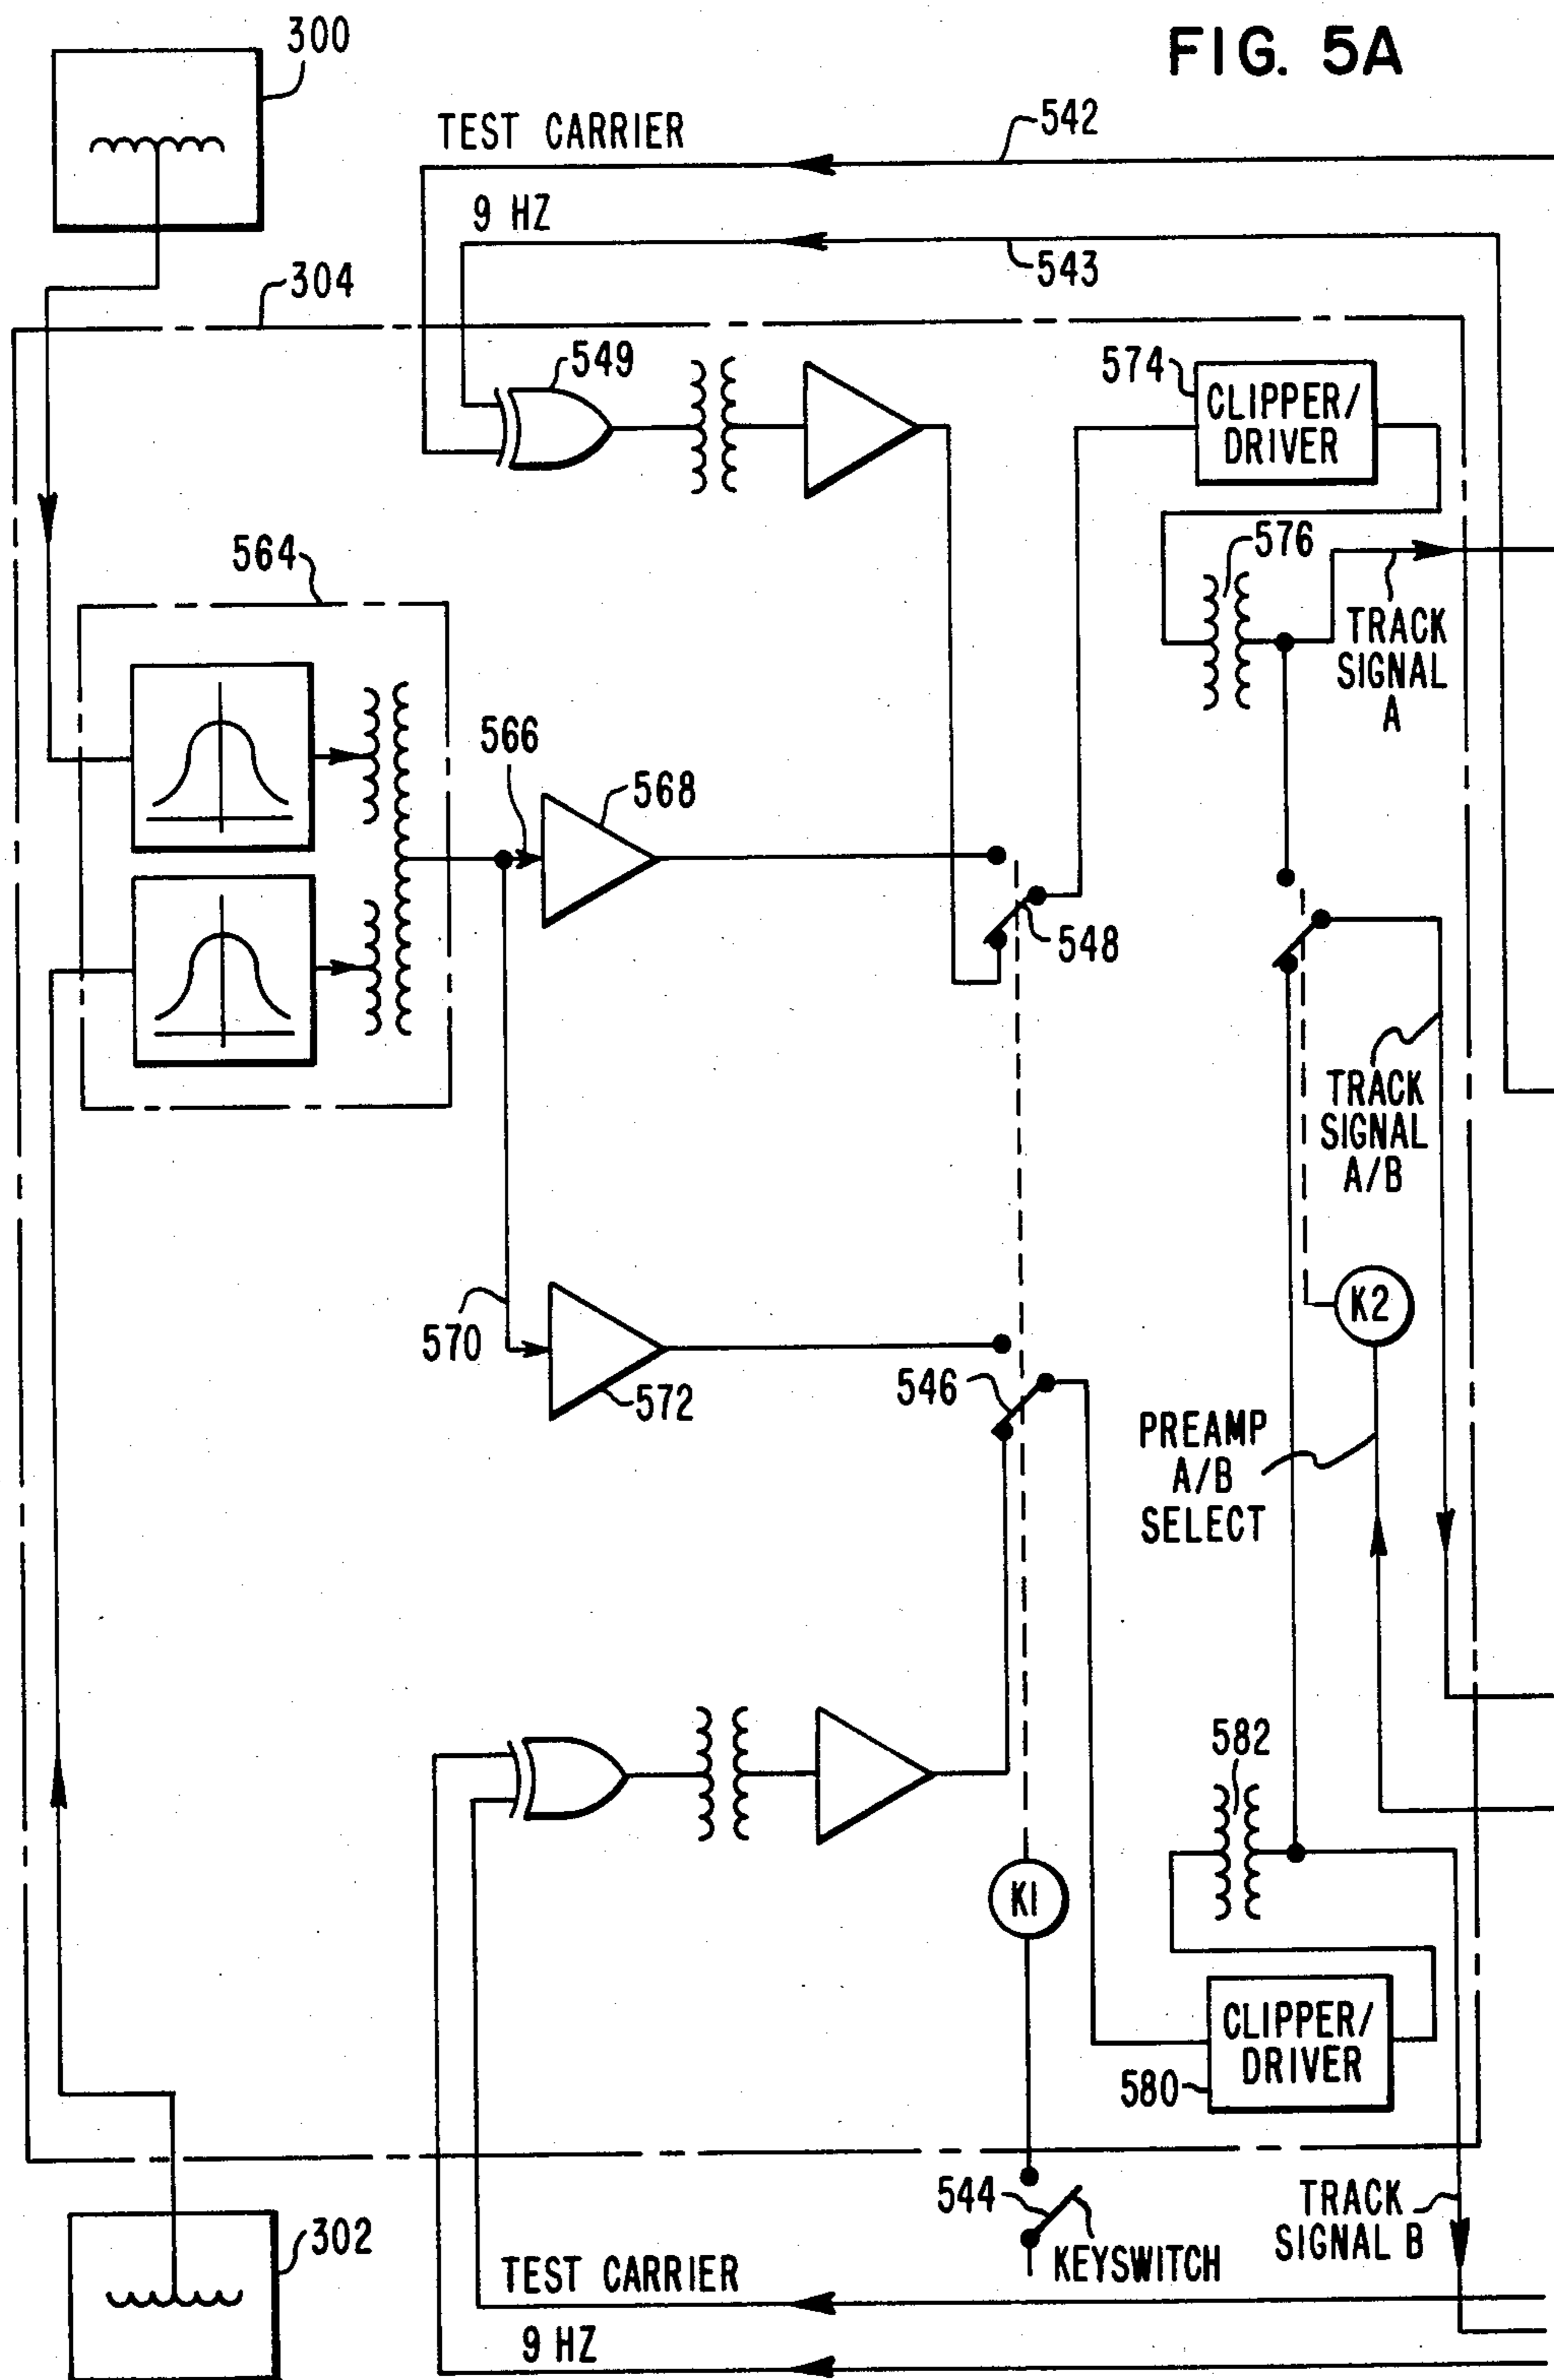 FIG. 5A
300
TEST CARRIER
542
9 HZ
543
304
549
574
CLIPPER/
DRIVER
564
576
TRACK
SIGNAL
A
566
568
548
TRACK
SIGNAL
A/B
K2
570
572
546
PREAMP
A/B
SELECT
582
K1
CLIPPER/
DRIVER
580
544
KEYSWITCH
TRACK
SIGNAL B
302
TEST CARRIER
9 HZ